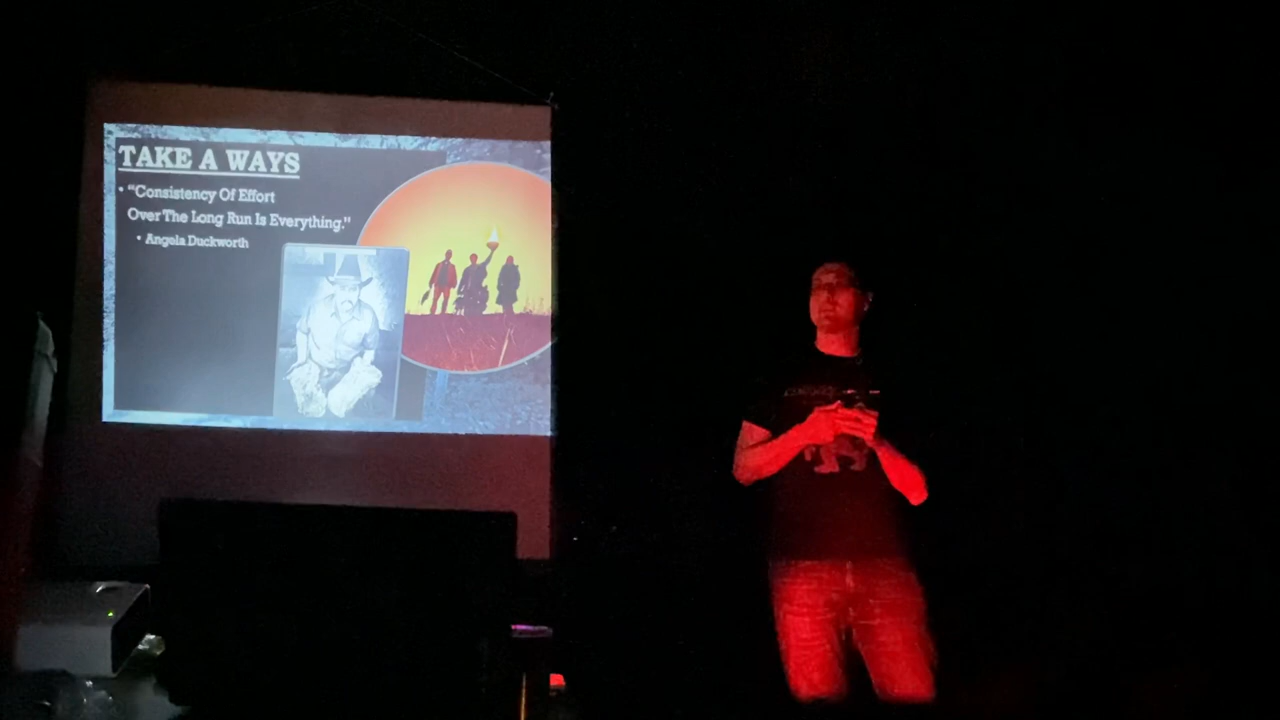 TAKE A WAYS
• “Consistency Of Effort
Over The Long Run Is Everything."
• Angela Duckworth